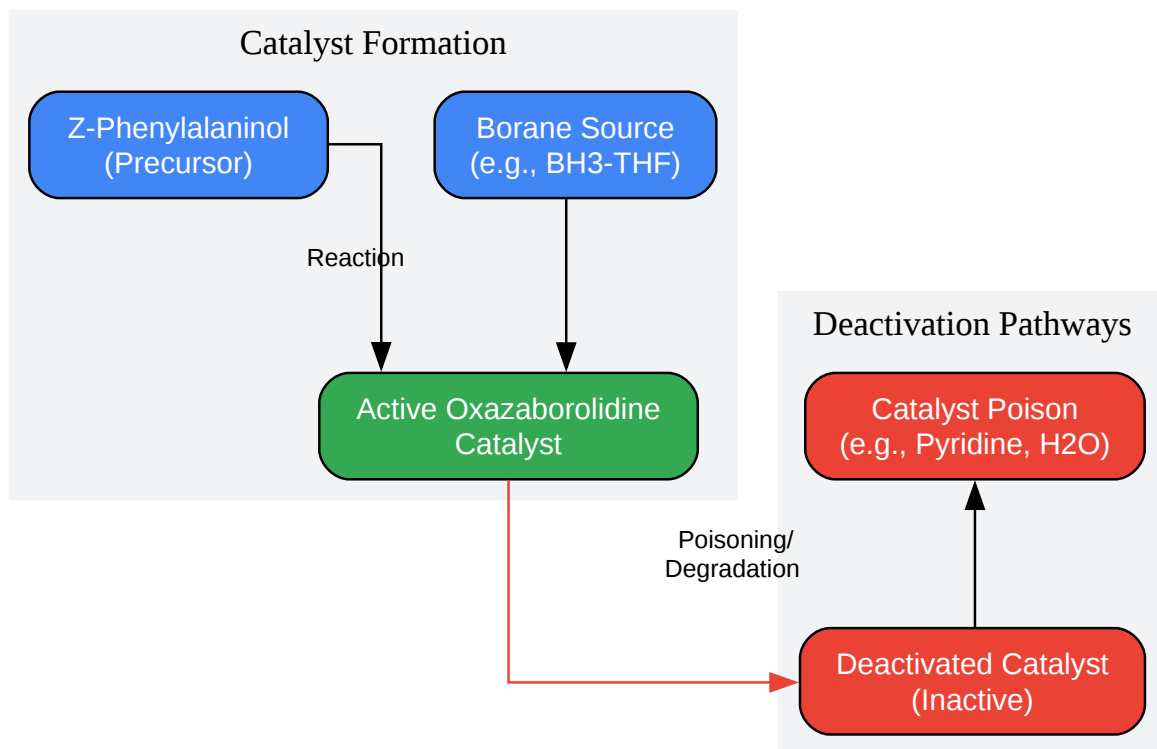 Catalyst Formation
Z-Phenylalaninol
(Precursor)
Borane Source
(e.g., BH3-THF)
Reaction
Active Oxazaborolidine
Catalyst
Deactivation Pathways
Catalyst Poison
(e.g., Pyridine, H2O)
Poisoning/
Degradation
Deactivated Catalyst
(Inactive)